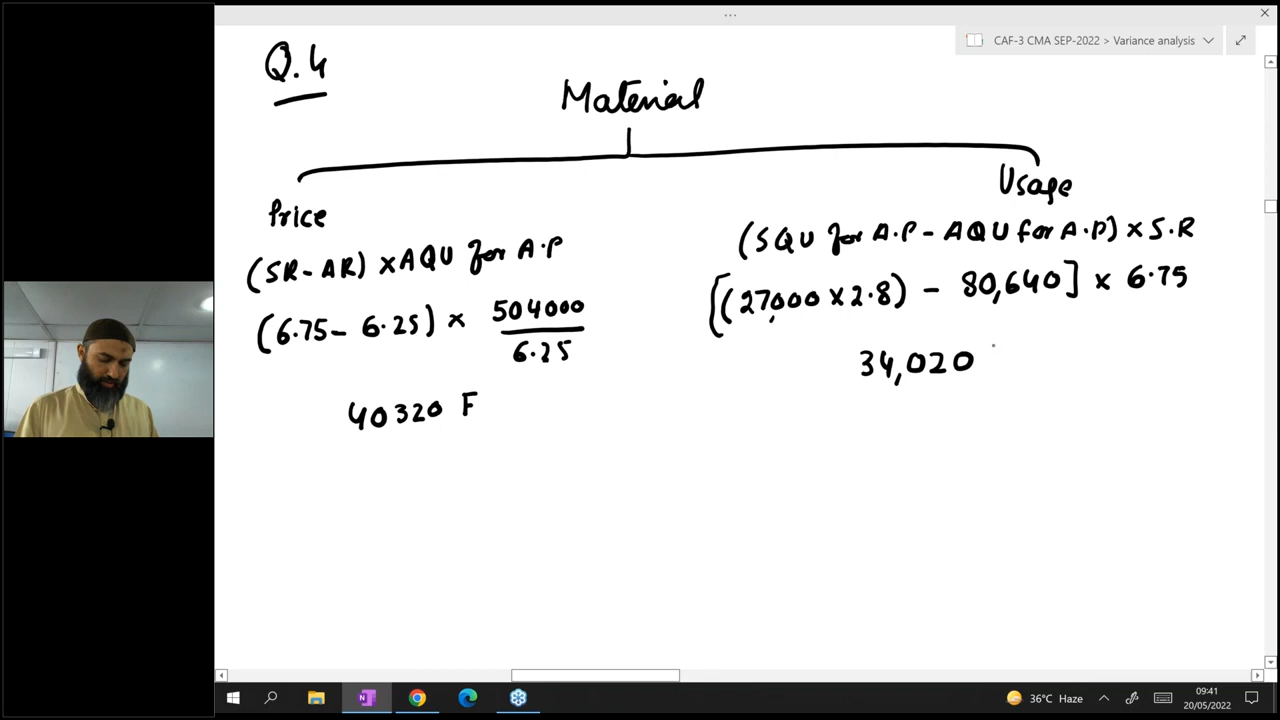 CAF-3 CMA SEP-2022 > Variance analysis
Q.4
Material
Price
Usage
(SR-AR) × AQU for A.P
(SQU for A.P - AQU for A.P) × S.R
(6.75 - 6.25) × 504000
6.25
[(27,000 × 2.8) - 80,640] × 6.75
40320 F
34,020
36°C Haze
09:41
20/05/2022